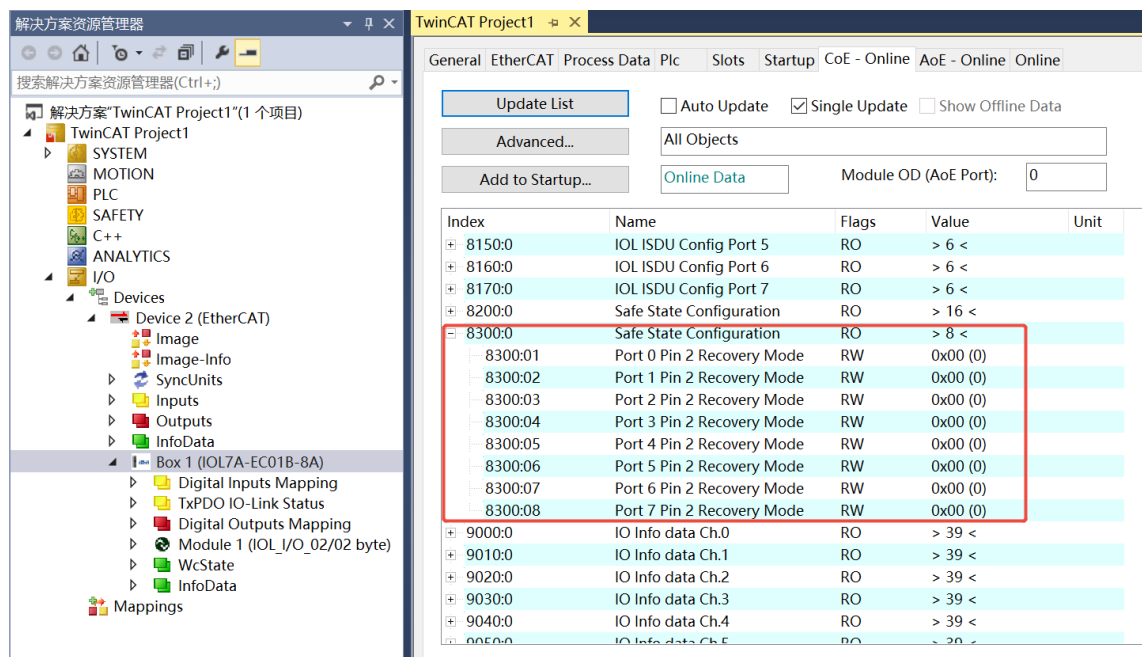 解决方案资源管理器
搜索解决方案资源管理器(Ctrl+;)
解决方案"TwinCAT Project1"(1 个项目)
TwinCAT Project1
SYSTEM
MOTION
PLC
SAFETY
C++
ANALYTICS
I/O
Devices
Device 2 (EtherCAT)
Image
Image-Info
SyncUnits
Inputs
Outputs
InfoData
Box 1 (IOL7A-EC01B-8A)
Digital Inputs Mapping
TxPDO IO-Link Status
Digital Outputs Mapping
Module 1 (IOL_I/O_02/02 byte)
WcState
InfoData
Mappings
TwinCAT Project1
General EtherCAT Process Data Plc Slots Startup CoE - Online AoE - Online Online
Update List Auto Update Single Update Show Offline Data
Advanced... All Objects
Add to Startup... Online Data Module OD (AoE Port): 0
Index Name Flags Value Unit
8150:0 IOL ISDU Config Port 5 RO > 6 <
8160:0 IOL ISDU Config Port 6 RO > 6 <
8170:0 IOL ISDU Config Port 7 RO > 6 <
8200:0 Safe State Configuration RO > 16 <
8300:0 Safe State Configuration RO > 8 <
8300:01 Port 0 Pin 2 Recovery Mode RW 0x00 (0)
8300:02 Port 1 Pin 2 Recovery Mode RW 0x00 (0)
8300:03 Port 2 Pin 2 Recovery Mode RW 0x00 (0)
8300:04 Port 3 Pin 2 Recovery Mode RW 0x00 (0)
8300:05 Port 4 Pin 2 Recovery Mode RW 0x00 (0)
8300:06 Port 5 Pin 2 Recovery Mode RW 0x00 (0)
8300:07 Port 6 Pin 2 Recovery Mode RW 0x00 (0)
8300:08 Port 7 Pin 2 Recovery Mode RW 0x00 (0)
9000:0 IO Info data Ch.0 RO > 39 <
9010:0 IO Info data Ch.1 RO > 39 <
9020:0 IO Info data Ch.2 RO > 39 <
9030:0 IO Info data Ch.3 RO > 39 <
9040:0 IO Info data Ch.4 RO > 39 <
9050:0 IO Info data Ch.5 RO > 39 <